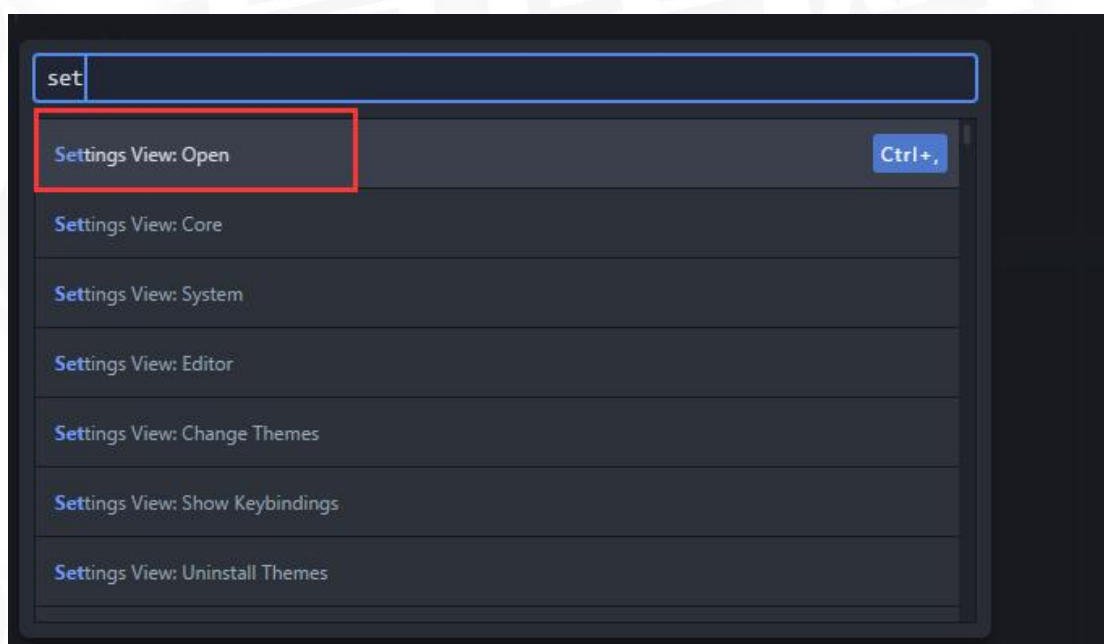 set
Settings View: Open Ctrl+,
Settings View: Core
Settings View: System
Settings View: Editor
Settings View: Change Themes
Settings View: Show Keybindings
Settings View: Uninstall Themes